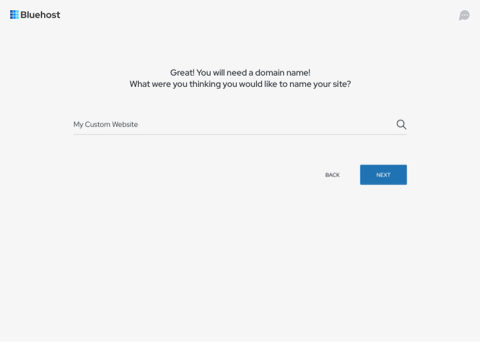 Bluehost
Great! You will need a domain name!
What were you thinking you would like to name your site?
My Custom Website
BACK
NEXT